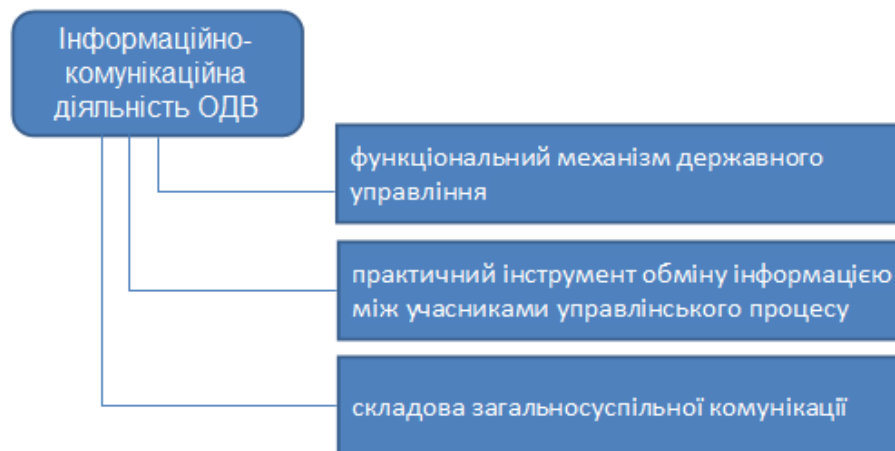 Інформаційно-
комунікаційна
діяльність ОДВ
функціональний механізм державного
управління
практичний інструмент обміну інформацією
між учасниками управлінського процесу
складова загальносуспільної комунікації